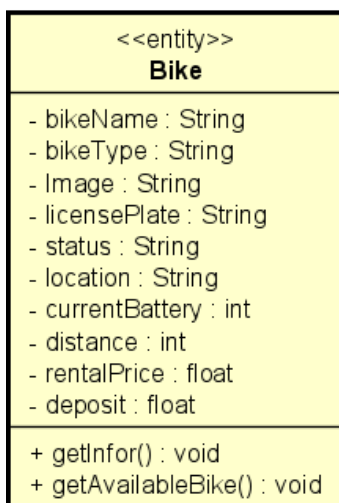 <<entity>>
Bike
- bikeName : String
- bikeType : String
- Image : String
- licensePlate : String
- status : String
- location : String
- currentBattery : int
- distance : int
- rentalPrice : float
- deposit : float
+ getInfor() : void
+ getAvailableBike() : void